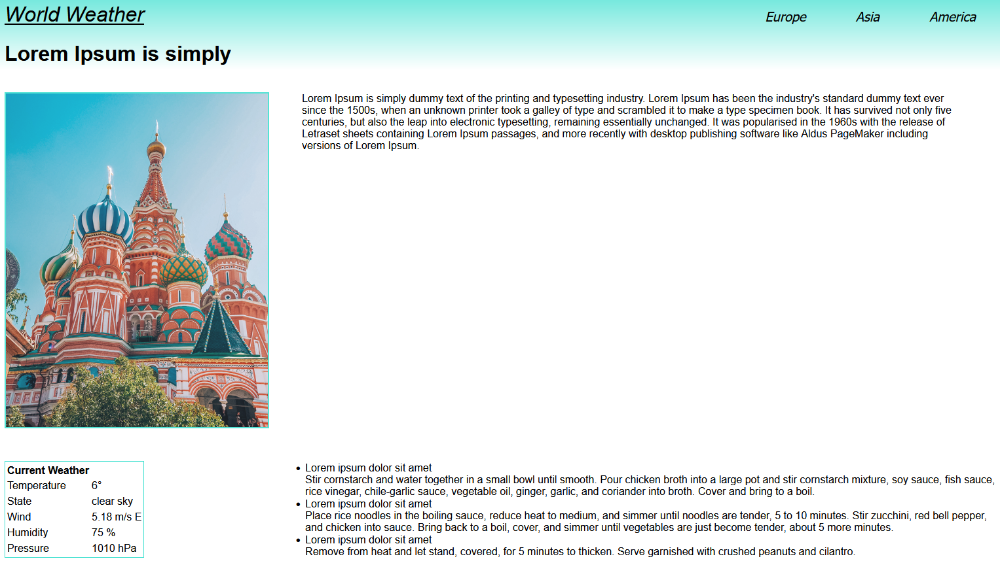 World Weather
Europe Asia America
Lorem Ipsum is simply
Lorem Ipsum is simply dummy text of the printing and typesetting industry. Lorem Ipsum has been the industry's standard dummy text ever
since the 1500s, when an unknown printer took a galley of type and scrambled it to make a type specimen book. It has survived not only five
centuries, but also the leap into electronic typesetting, remaining essentially unchanged. It was popularised in the 1960s with the release of
Letraset sheets containing Lorem Ipsum passages, and more recently with desktop publishing software like Aldus PageMaker including
versions of Lorem Ipsum.
Current Weather
Temperature 6°
State clear sky
Wind 5.18 m/s E
Humidity 75 %
Pressure 1010 hPa
• Lorem ipsum dolor sit amet
Stir cornstarch and water together in a small bowl until smooth. Pour chicken broth into a large pot and stir cornstarch mixture, soy sauce, fish sauce,
rice vinegar, chile-garlic sauce, vegetable oil, ginger, garlic, and coriander into broth. Cover and bring to a boil.
• Lorem ipsum dolor sit amet
Place rice noodles in the boiling sauce, reduce heat to medium, and simmer until noodles are tender, 5 to 10 minutes. Stir zucchini, red bell pepper,
and chicken into sauce. Bring back to a boil, cover, and simmer until vegetables are just become tender, about 5 more minutes.
• Lorem ipsum dolor sit amet
Remove from heat and let stand, covered, for 5 minutes to thicken. Serve garnished with crushed peanuts and cilantro.